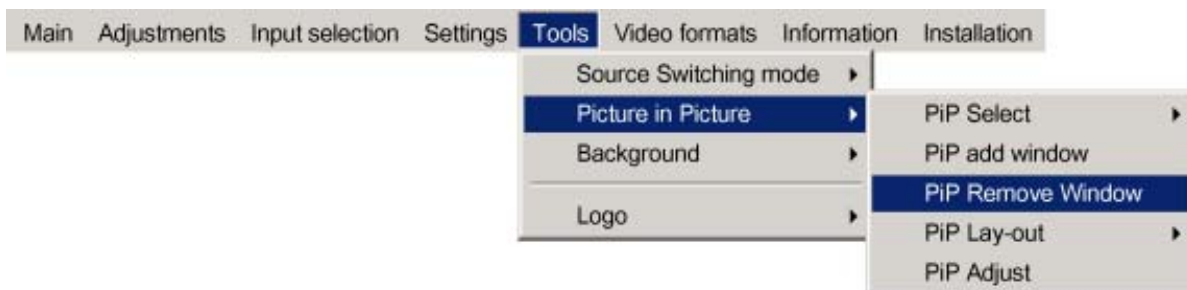 Main Adjustments Input selection Settings Tools Video formats Information Installation
Source Switching mode
Picture in Picture
Background
Logo
PiP Select
PiP add window
PiP Remove Window
PiP Lay-out
PiP Adjust